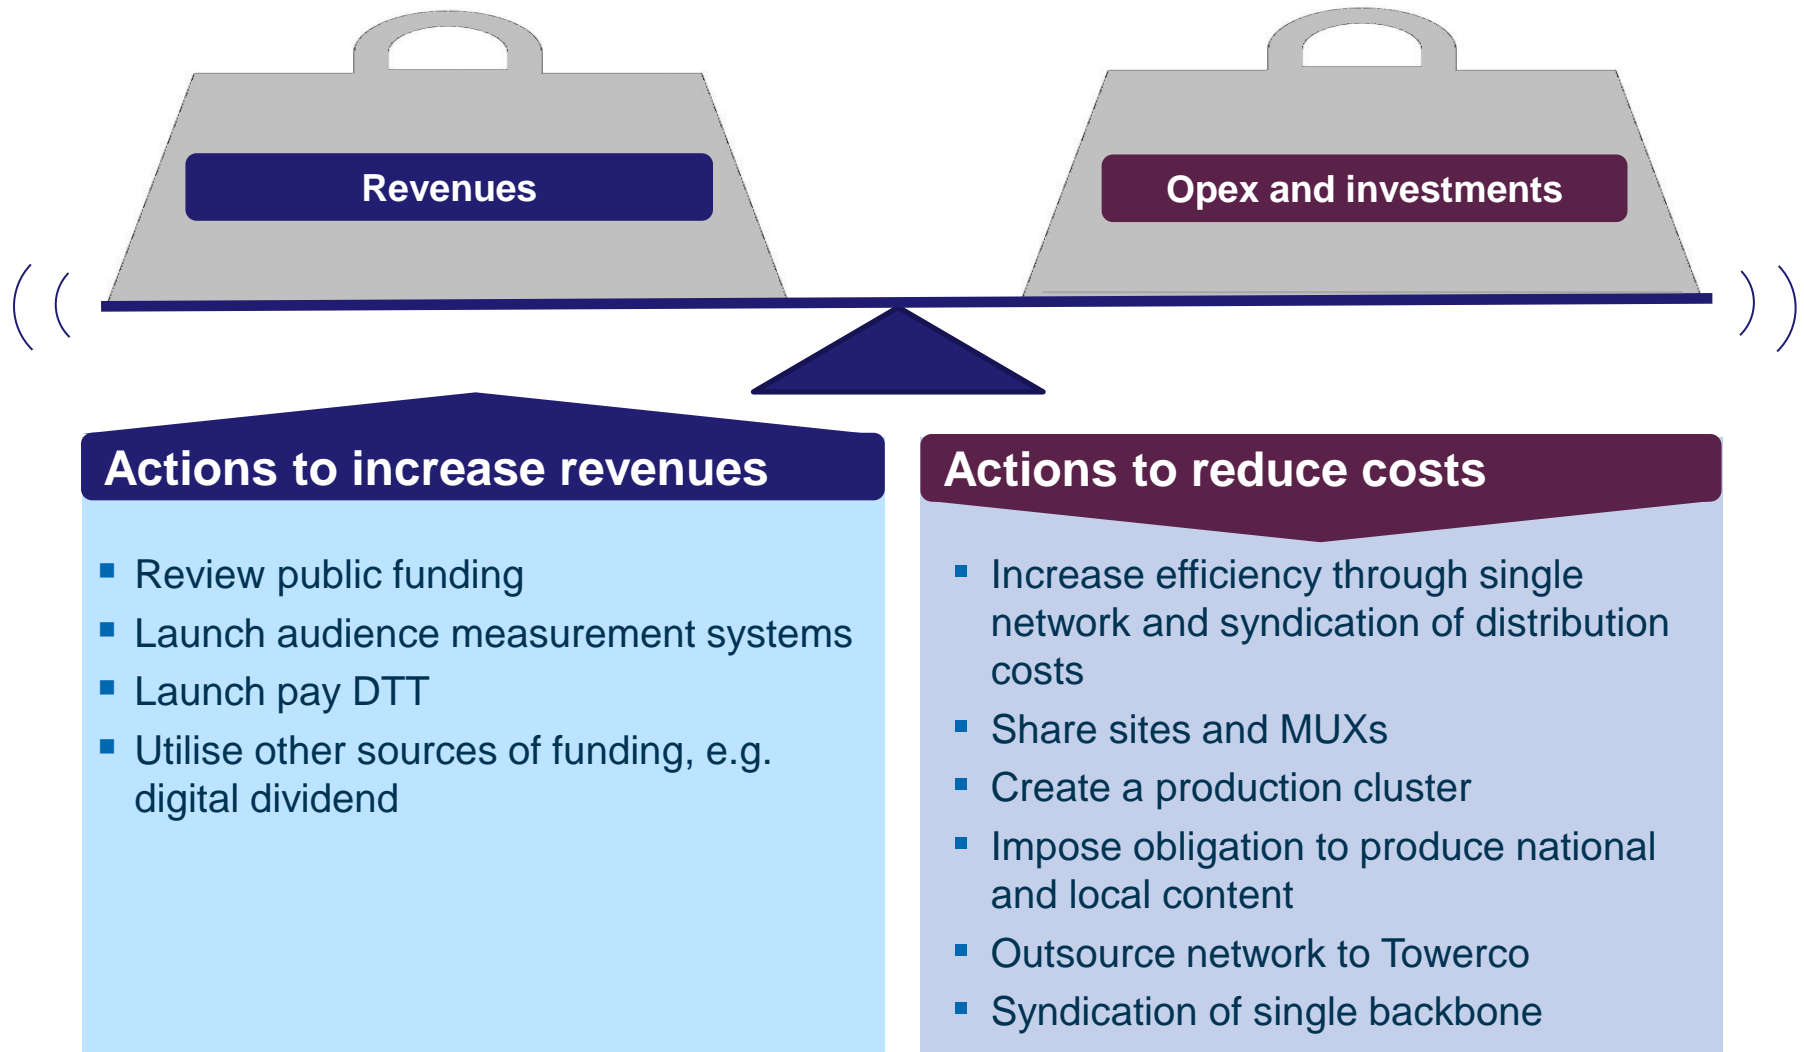 Revenues
Opex and investments
Actions to increase revenues
▪ Review public funding
▪ Launch audience measurement systems
▪ Launch pay DTT
▪ Utilise other sources of funding, e.g.
digital dividend
Actions to reduce costs
▪ Increase efficiency through single
network and syndication of distribution
costs
▪ Share sites and MUXs
▪ Create a production cluster
▪ Impose obligation to produce national
and local content
▪ Outsource network to Towerco
▪ Syndication of single backbone